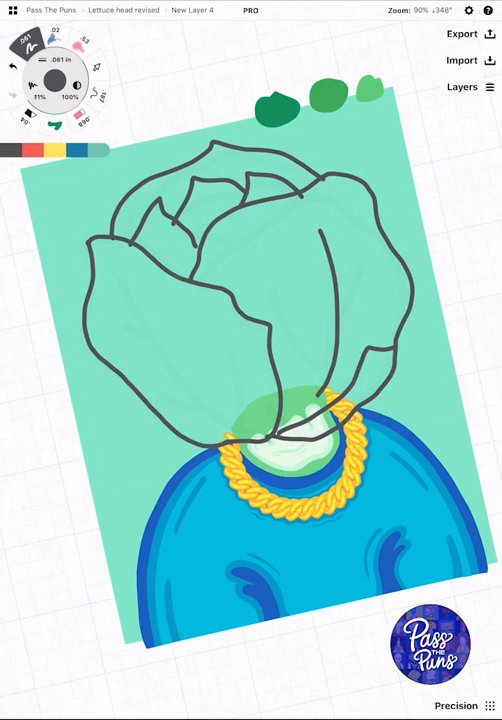 Pass The Puns › Lettuce head revised › New Layer 4
PRO
Zoom: 90% ⊿348°
Export
Import
Layers
.061
.02
.53
.061 in
11%
100%
.167
.04
.068
Pass
THE
Puns
Precision